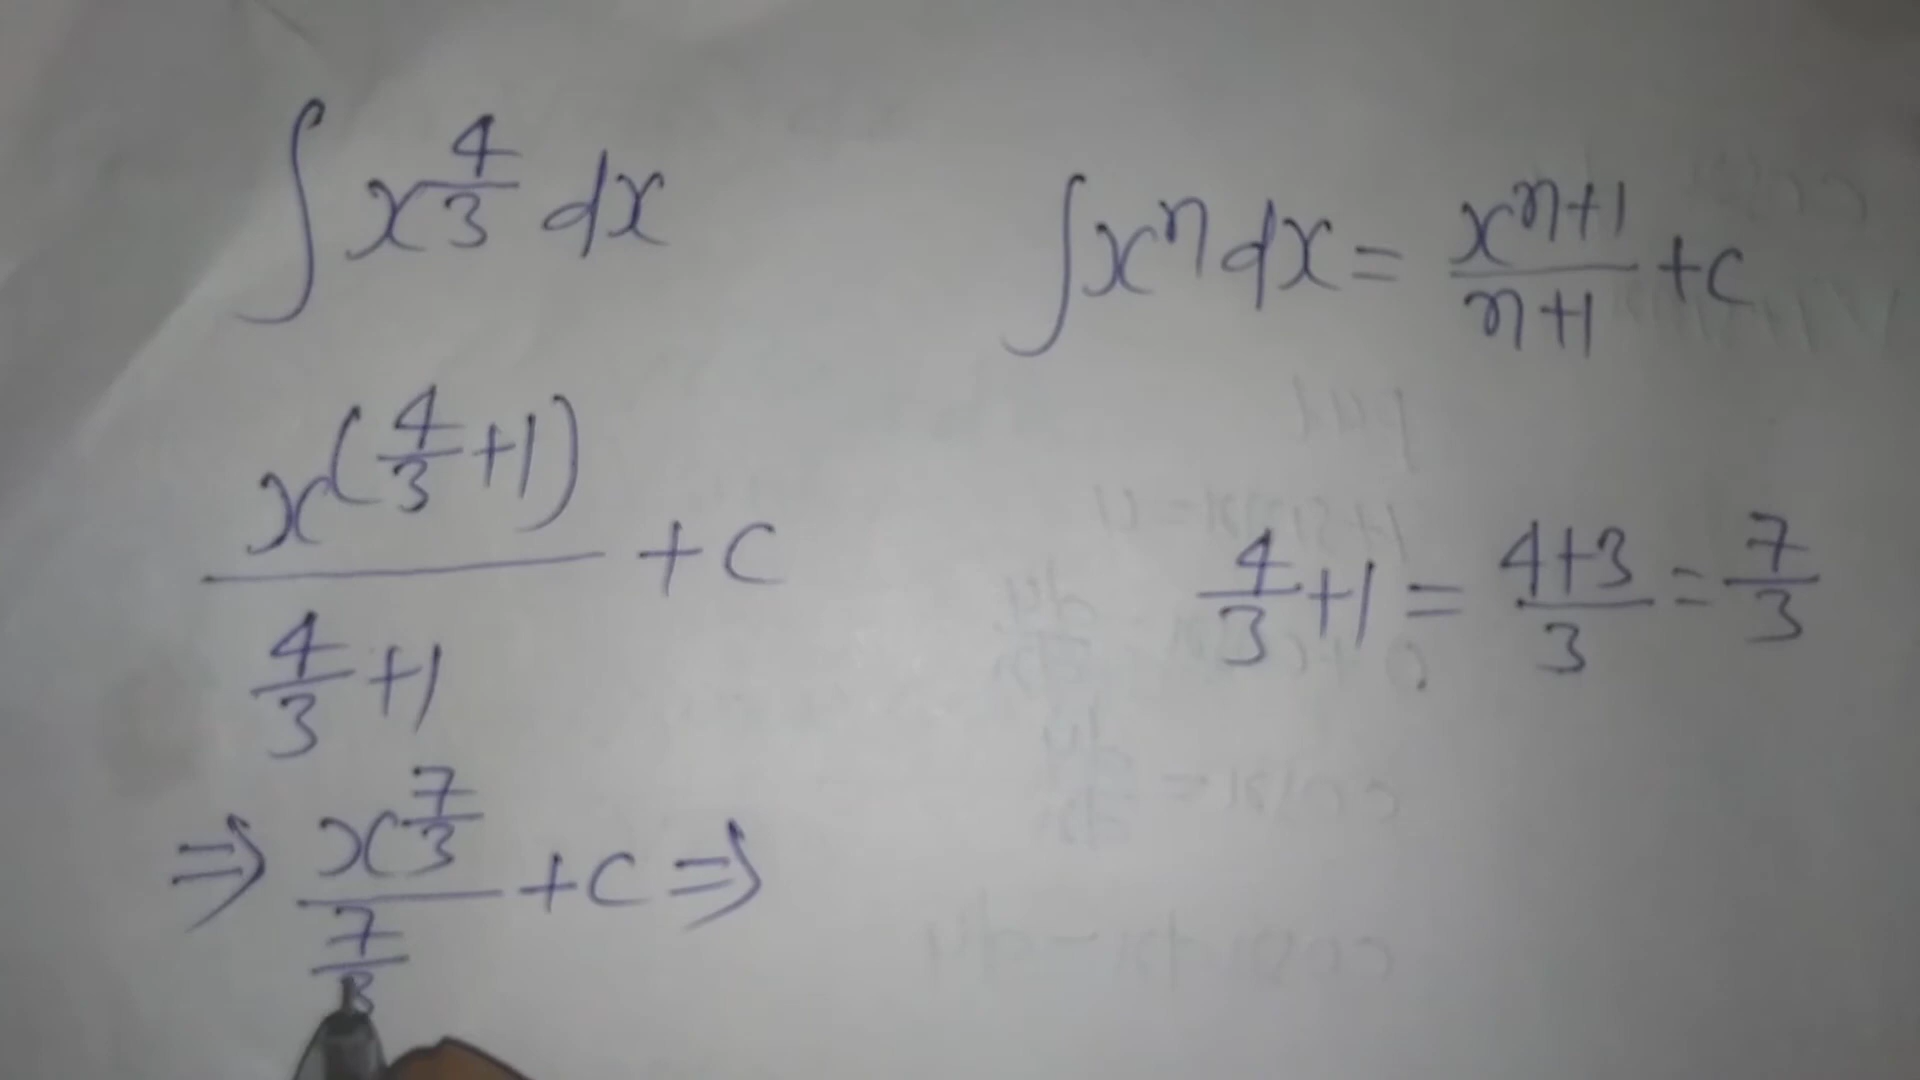 ∫ x^(4/3) dx
∫ xⁿ dx = x^(n+1)/(n+1) + c
x^(4/3 + 1)/(4/3 + 1) + c
4/3 + 1 = (4+3)/3 = 7/3
⇒ x^(7/3)/(7/3) + c ⇒